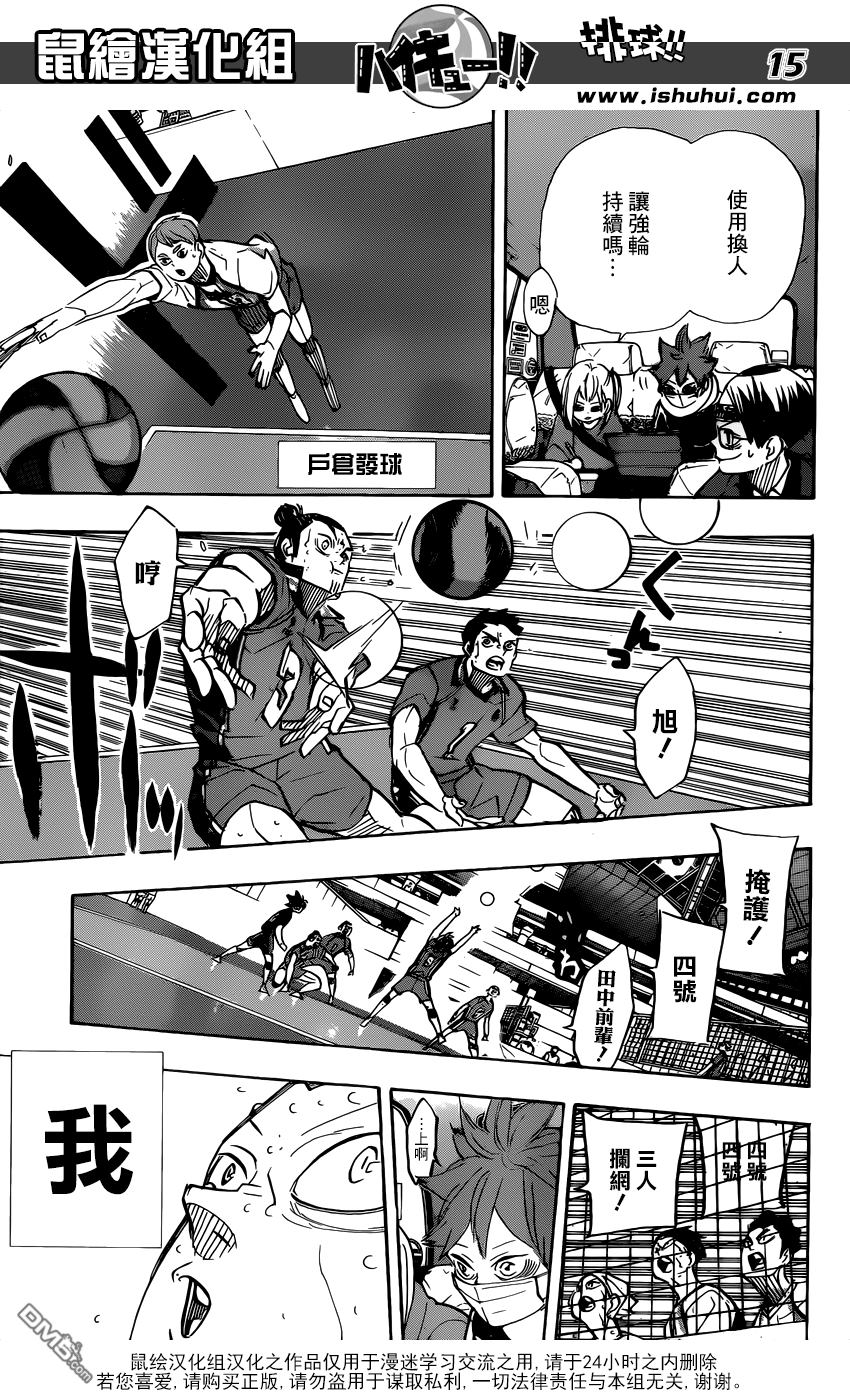 鼠繪漢化組
ハイキュー!!
排球!!
15
www.ishuhui.com
使用換人
讓強輪
持續嗎…
嗯
戶倉發球
旭！
くんっ
哼
掩護！
四號
田中前輩！
四號
四號
三人
攔網！
…上啊
我
鼠绘汉化组汉化之作品仅用于漫迷学习交流之用, 请于24小时之内删除
若您喜爱, 请购买正版, 请勿用于谋取私利, 一切法律责任与本组无关, 谢谢。